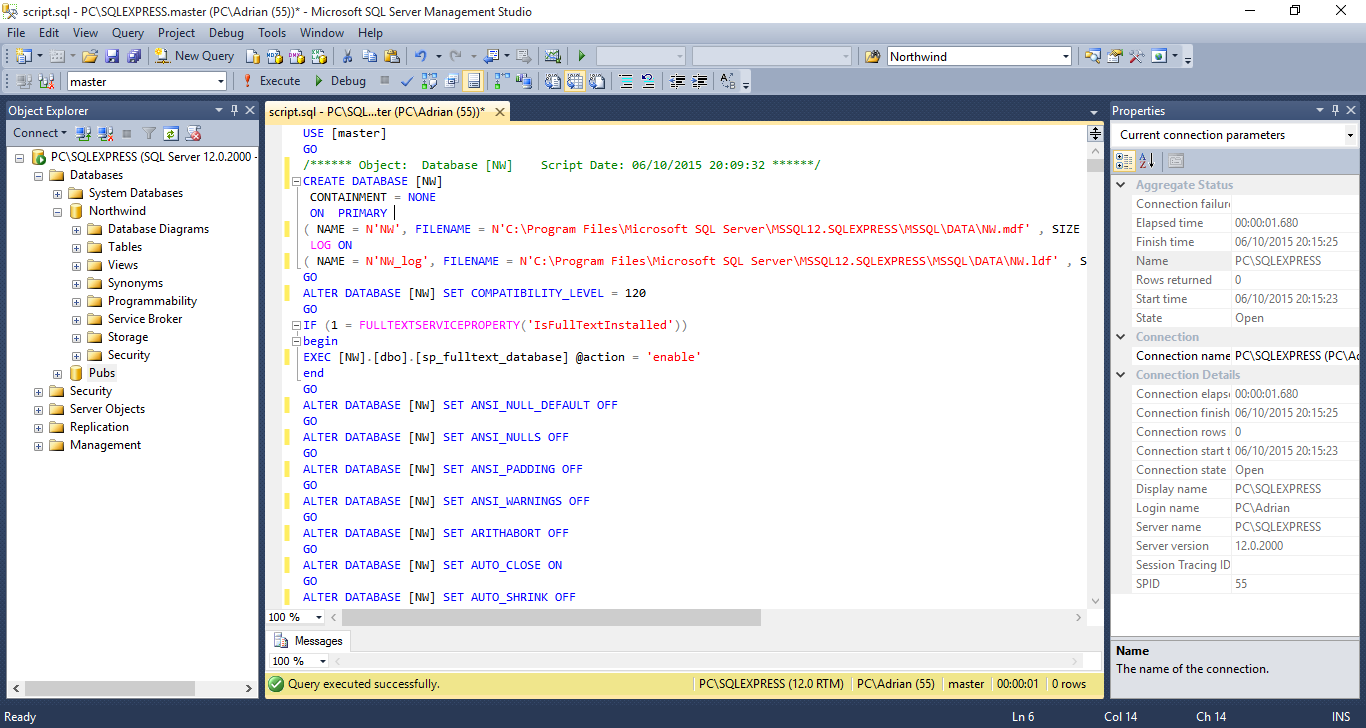 script.sql - PC\SQLEXPRESS.master (PC\Adrian (55))* - Microsoft SQL Server Management Studio
File Edit View Query Project Debug Tools Window Help
New Query Northwind
master Execute Debug
Object Explorer
Connect
PC\SQLEXPRESS (SQL Server 12.0.2000 -
Databases
System Databases
Northwind
Database Diagrams
Tables
Views
Synonyms
Programmability
Service Broker
Storage
Security
Pubs
Security
Server Objects
Replication
Management
script.sql - PC\SQL...ter (PC\Adrian (55))*
USE [master]
GO
/****** Object:  Database [NW]    Script Date: 06/10/2015 20:09:32 ******/
CREATE DATABASE [NW]
CONTAINMENT = NONE
ON  PRIMARY
( NAME = N'NW', FILENAME = N'C:\Program Files\Microsoft SQL Server\MSSQL12.SQLEXPRESS\MSSQL\DATA\NW.mdf' , SIZE
LOG ON
( NAME = N'NW_log', FILENAME = N'C:\Program Files\Microsoft SQL Server\MSSQL12.SQLEXPRESS\MSSQL\DATA\NW.ldf' , S
GO
ALTER DATABASE [NW] SET COMPATIBILITY_LEVEL = 120
GO
IF (1 = FULLTEXTSERVICEPROPERTY('IsFullTextInstalled'))
begin
EXEC [NW].[dbo].[sp_fulltext_database] @action = 'enable'
end
GO
ALTER DATABASE [NW] SET ANSI_NULL_DEFAULT OFF
GO
ALTER DATABASE [NW] SET ANSI_NULLS OFF
GO
ALTER DATABASE [NW] SET ANSI_PADDING OFF
GO
ALTER DATABASE [NW] SET ANSI_WARNINGS OFF
GO
ALTER DATABASE [NW] SET ARITHABORT OFF
GO
ALTER DATABASE [NW] SET AUTO_CLOSE ON
GO
ALTER DATABASE [NW] SET AUTO_SHRINK OFF
100 %
Messages
100 %
Query executed successfully. PC\SQLEXPRESS (12.0 RTM) PC\Adrian (55) master 00:00:01 0 rows
Properties
Current connection parameters
Aggregate Status
Connection failure
Elapsed time 00:00:01.680
Finish time 06/10/2015 20:15:25
Name PC\SQLEXPRESS
Rows returned 0
Start time 06/10/2015 20:15:23
State Open
Connection
Connection name PC\SQLEXPRESS (PC\Ad
Connection Details
Connection elapse 00:00:01.680
Connection finish 06/10/2015 20:15:25
Connection rows 0
Connection start t 06/10/2015 20:15:23
Connection state Open
Display name PC\SQLEXPRESS
Login name PC\Adrian
Server name PC\SQLEXPRESS
Server version 12.0.2000
Session Tracing ID
SPID 55
Name
The name of the connection.
Ready Ln 6 Col 14 Ch 14 INS